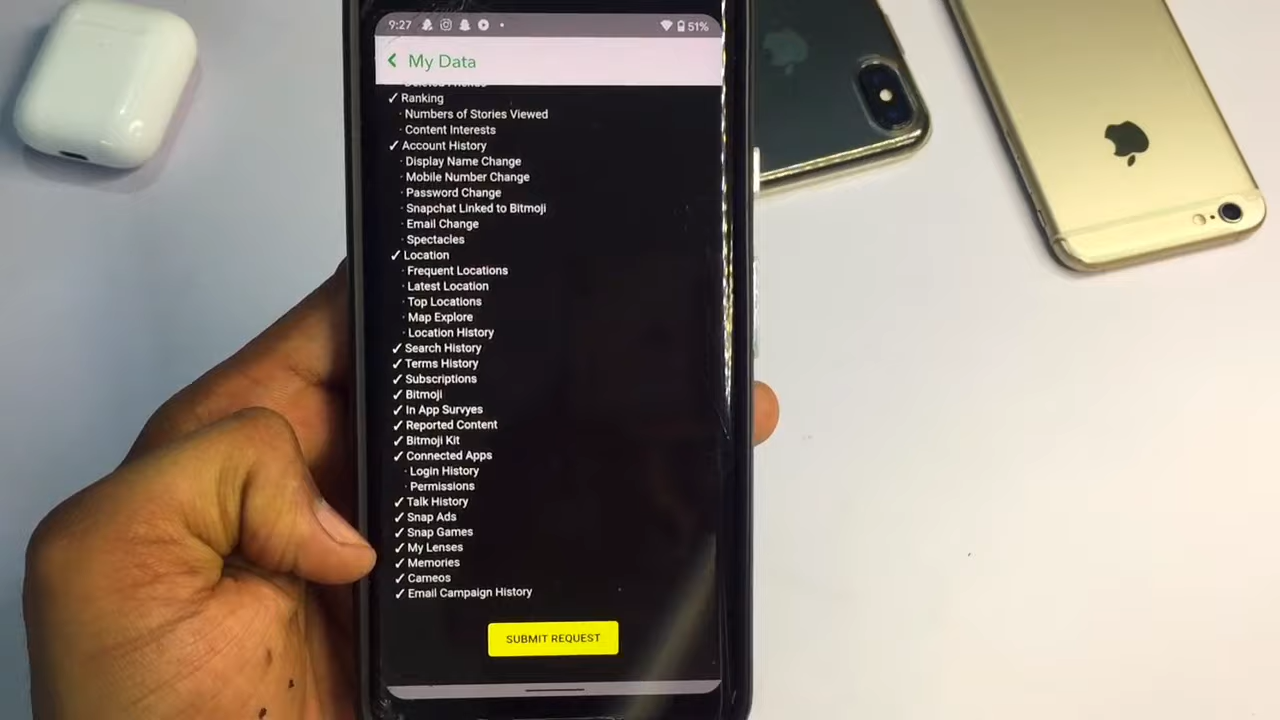 9:27
51%
My Data
Deleted Friends
✓ Ranking
· Numbers of Stories Viewed
· Content Interests
✓ Account History
· Display Name Change
· Mobile Number Change
· Password Change
· Snapchat Linked to Bitmoji
· Email Change
· Spectacles
✓ Location
· Frequent Locations
· Latest Location
· Top Locations
· Map Explore
· Location History
✓ Search History
✓ Terms History
✓ Subscriptions
✓ Bitmoji
✓ In App Survyes
✓ Reported Content
✓ Bitmoji Kit
✓ Connected Apps
· Login History
· Permissions
✓ Talk History
✓ Snap Ads
✓ Snap Games
✓ My Lenses
✓ Memories
✓ Cameos
✓ Email Campaign History
SUBMIT REQUEST